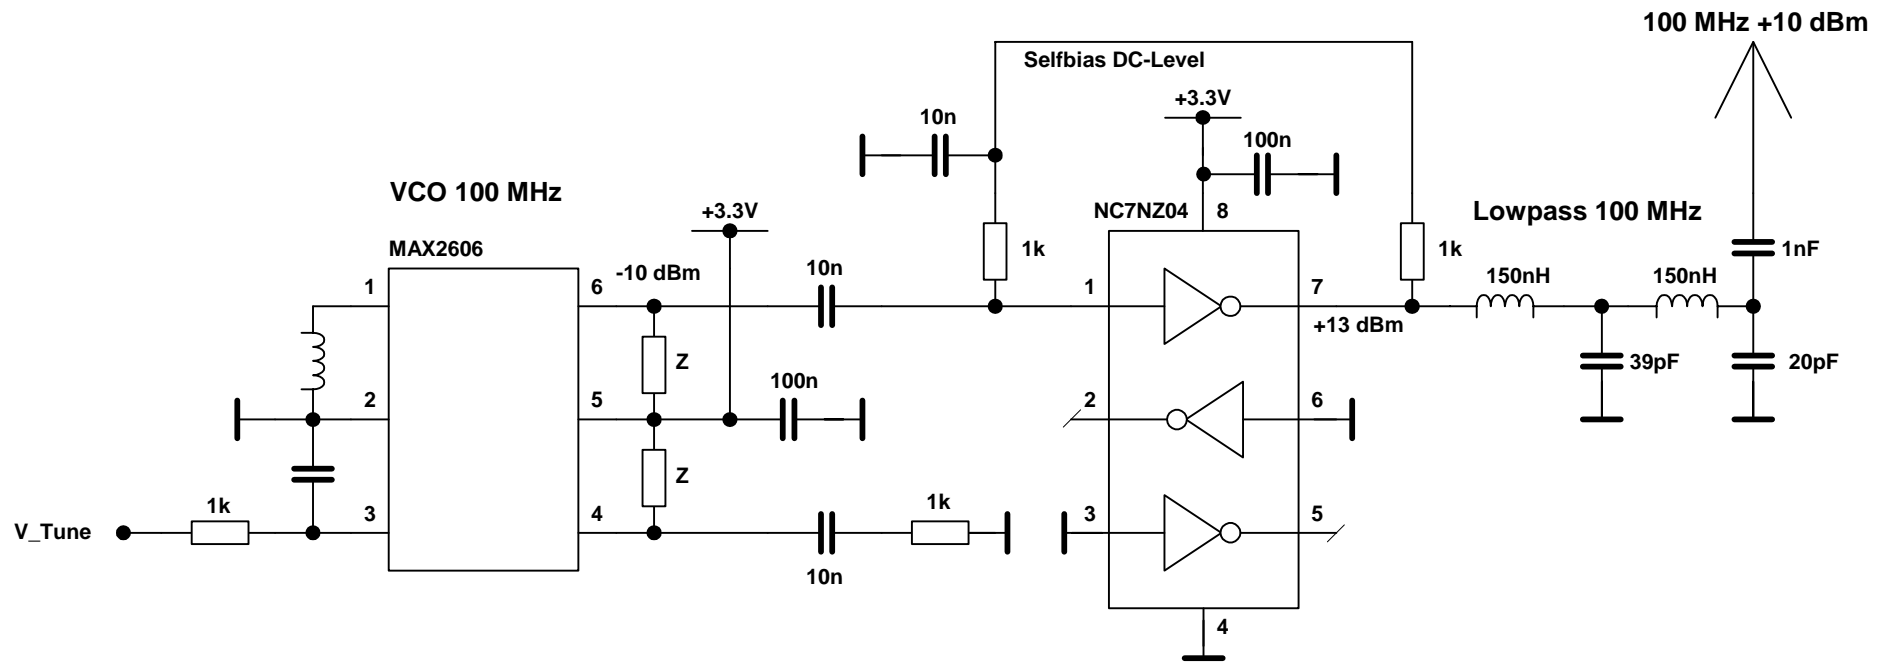 100 MHz +10 dBm
Selfbias DC-Level
+3.3V
10n
100n
VCO 100 MHz
+3.3V
NC7NZ04
8
Lowpass 100 MHz
MAX2606
-10 dBm
10n
1k
1k
1nF
1
6
1
7
150nH
150nH
+13 dBm
Z
39pF
20pF
2
5
100n
2
6
Z
1k
1k
V_Tune
3
4
3
5
10n
4